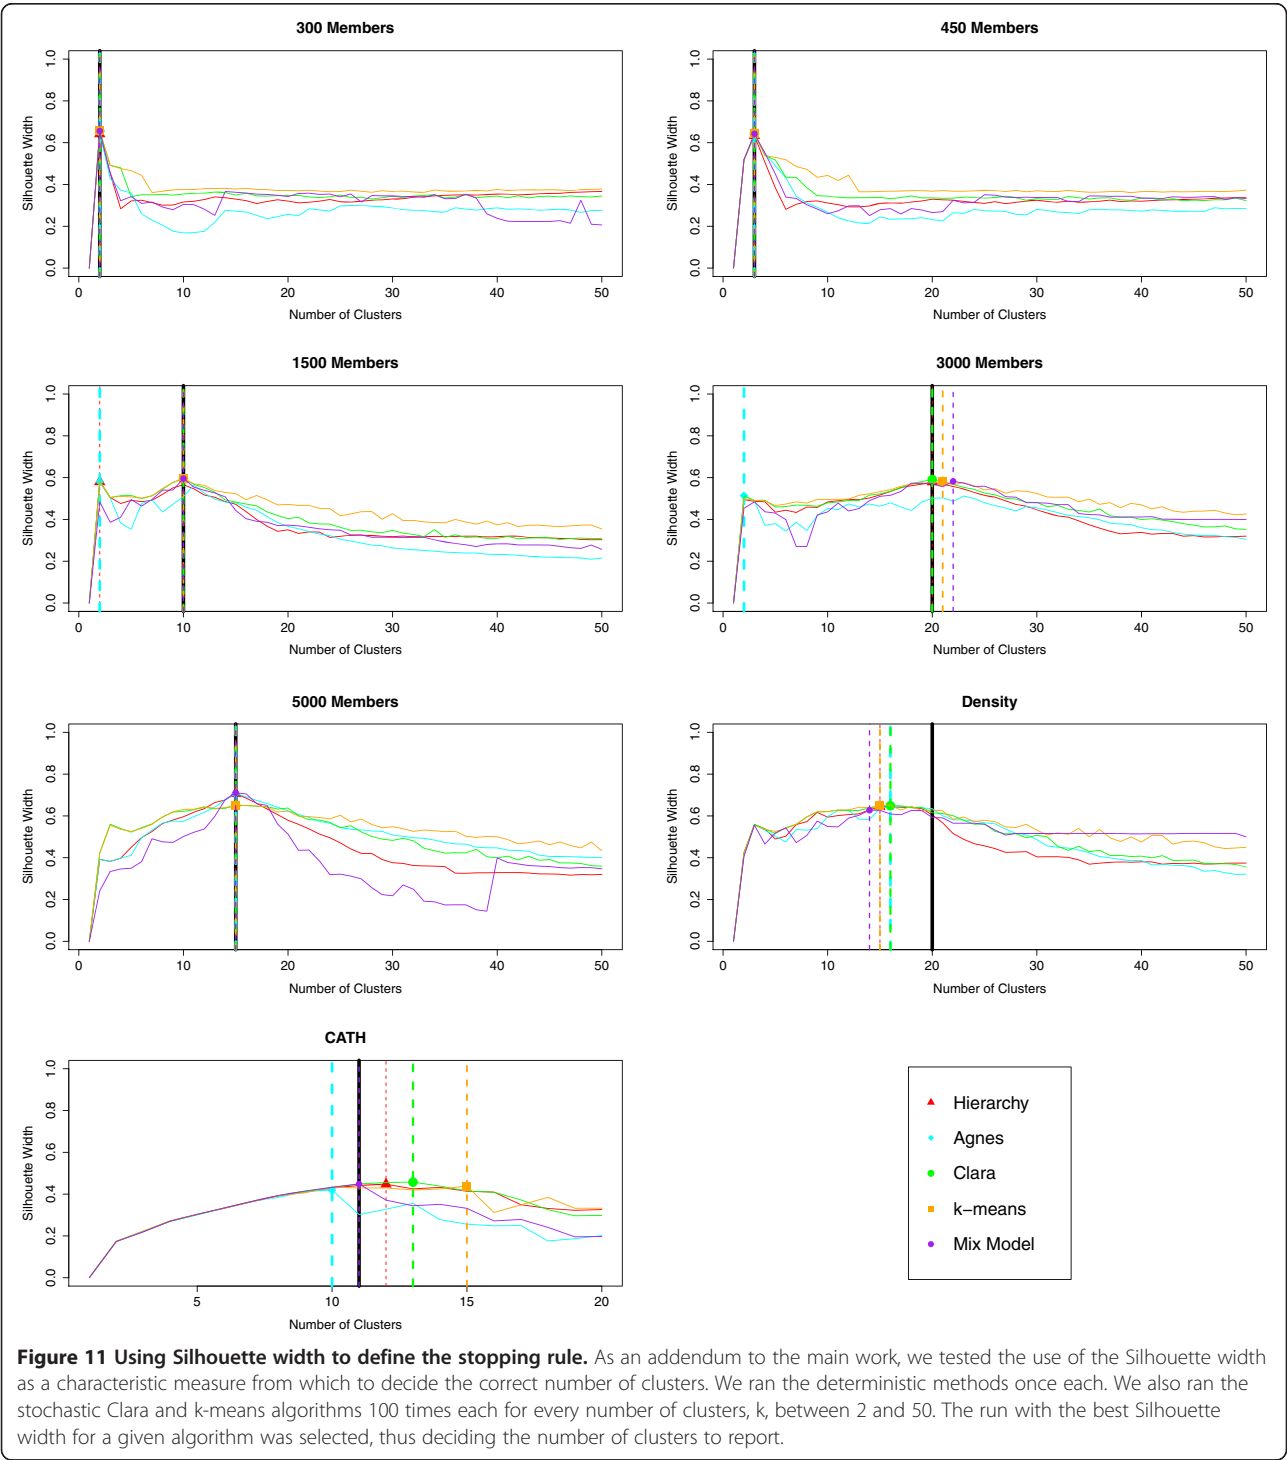 300 Members
1.0
0.8
0.6
0.4
0.2
0.0
Silhouette Width
0 10 20 30 40 50
Number of Clusters
450 Members
1.0
0.8
0.6
0.4
0.2
0.0
Silhouette Width
0 10 20 30 40 50
Number of Clusters
1500 Members
1.0
0.8
0.6
0.4
0.2
0.0
Silhouette Width
0 10 20 30 40 50
Number of Clusters
3000 Members
1.0
0.8
0.6
0.4
0.2
0.0
Silhouette Width
0 10 20 30 40 50
Number of Clusters
5000 Members
1.0
0.8
0.6
0.4
0.2
0.0
Silhouette Width
0 10 20 30 40 50
Number of Clusters
Density
1.0
0.8
0.6
0.4
0.2
0.0
Silhouette Width
0 10 20 30 40 50
Number of Clusters
CATH
1.0
0.8
0.6
0.4
0.2
0.0
Silhouette Width
5 10 15 20
Number of Clusters
Hierarchy
Agnes
Clara
k−means
Mix Model
Figure 11 Using Silhouette width to define the stopping rule. As an addendum to the main work, we tested the use of the Silhouette width
as a characteristic measure from which to decide the correct number of clusters. We ran the deterministic methods once each. We also ran the
stochastic Clara and k-means algorithms 100 times each for every number of clusters, k, between 2 and 50. The run with the best Silhouette
width for a given algorithm was selected, thus deciding the number of clusters to report.